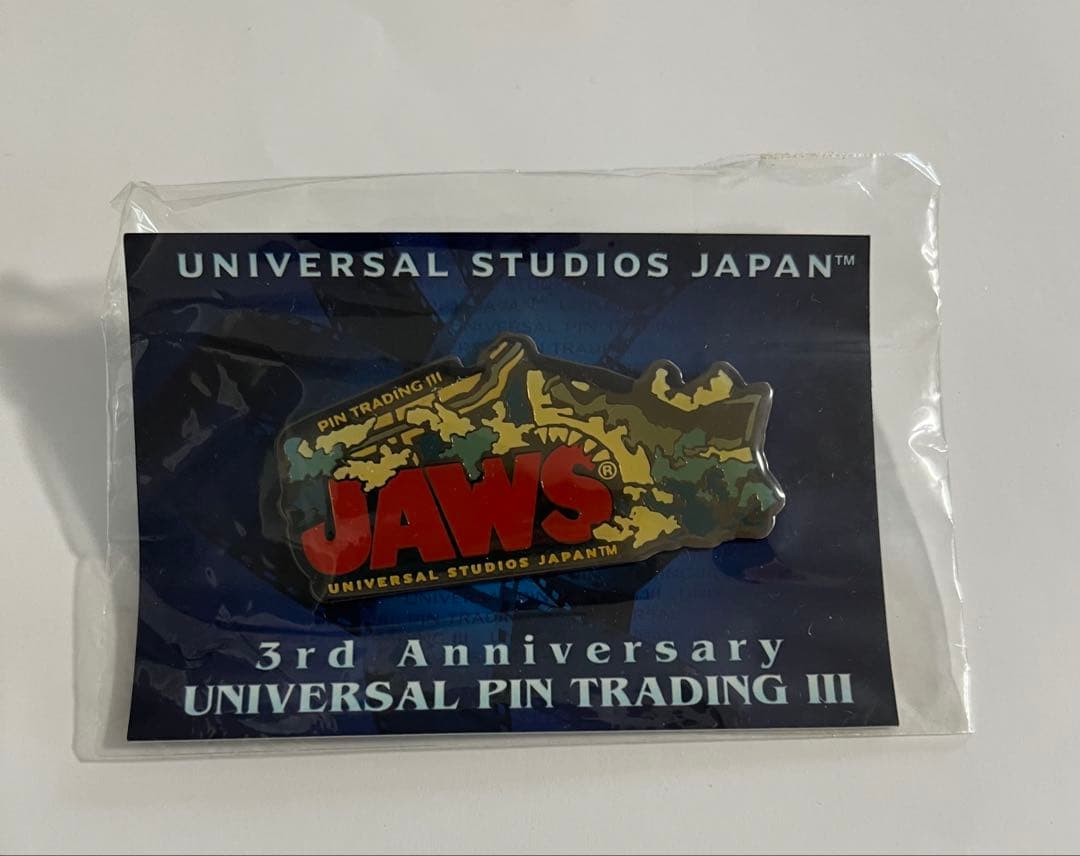 UNIVERSAL STUDIOS JAPAN™
PIN TRADING III
JAWS®
UNIVERSAL STUDIOS JAPAN™
3rd Anniversary
UNIVERSAL PIN TRADING III